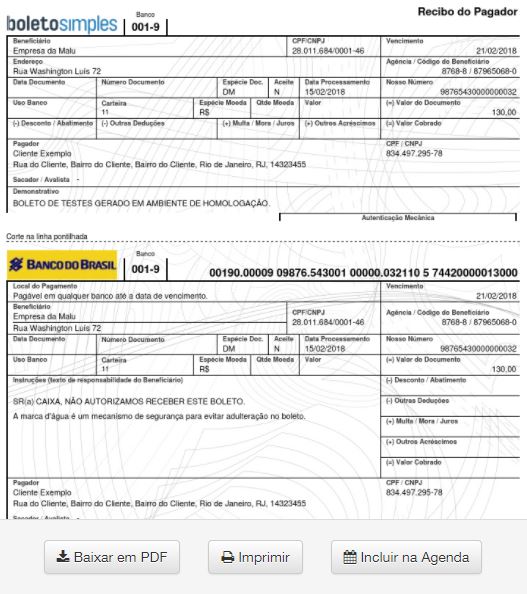 boletosimples
Banco
001-9
Recibo do Pagador
Beneficiário CPF/CNPJ Vencimento
Empresa da Malu 28.011.684/0001-46 21/02/2018
Endereço Agência / Código do Beneficiário
Rua Washington Luis 72 8768-8 / 87965068-0
Data Documento Número Documento Espécie Doc. Aceite Data Processamento Nosso Número
DM N 15/02/2018 98765430000000032
Uso Banco Carteira Espécie Moeda Qtde Moeda Valor (=) Valor do Documento
11 R$ 130,00
(-) Desconto / Abatimento (-) Outras Deduções (+) Multa / Mora / Juros (+) Outros Acréscimos (=) Valor Cobrado
Pagador CPF / CNPJ
Cliente Exemplo 834.497.295-78
Rua do Cliente, Bairro do Cliente, Bairro do Cliente, Rio de Janeiro, RJ, 14323455
Sacador / Avalista -
Demonstrativo
BOLETO DE TESTES GERADO EM AMBIENTE DE HOMOLOGAÇÃO.
Autenticação Mecânica
Corte na linha pontilhada
BANCO DO BRASIL
Banco
001-9
00190.00009 09876.543001 00000.032110 5 74420000013000
Local do Pagamento Vencimento
Pagável em qualquer banco até a data de vencimento. 21/02/2018
Beneficiário CPF/CNPJ Agência / Código do Beneficiário
Empresa da Malu 28.011.684/0001-46 8768-8 / 87965068-0
Rua Washington Luis 72
Data Documento Número Documento Espécie Doc. Aceite Data Processamento Nosso Número
DM N 15/02/2018 98765430000000032
Uso Banco Carteira Espécie Moeda Qtde Moeda Valor (=) Valor do Documento
11 R$ 130,00
Instruções (texto de responsabilidade do Beneficiário) (-) Desconto / Abatimento
SR(a) CAIXA, NÃO AUTORIZAMOS RECEBER ESTE BOLETO.
(-) Outras Deduções
A marca d'água é um mecanismo de segurança para evitar adulteração no boleto.
(+) Multa / Mora / Juros
(+) Outros Acréscimos
(=) Valor Cobrado
Pagador CPF / CNPJ
Cliente Exemplo 834.497.295-78
Rua do Cliente, Bairro do Cliente, Bairro do Cliente, Rio de Janeiro, RJ, 14323455
Sacador / Avalista -
Baixar em PDF
Imprimir
Incluir na Agenda